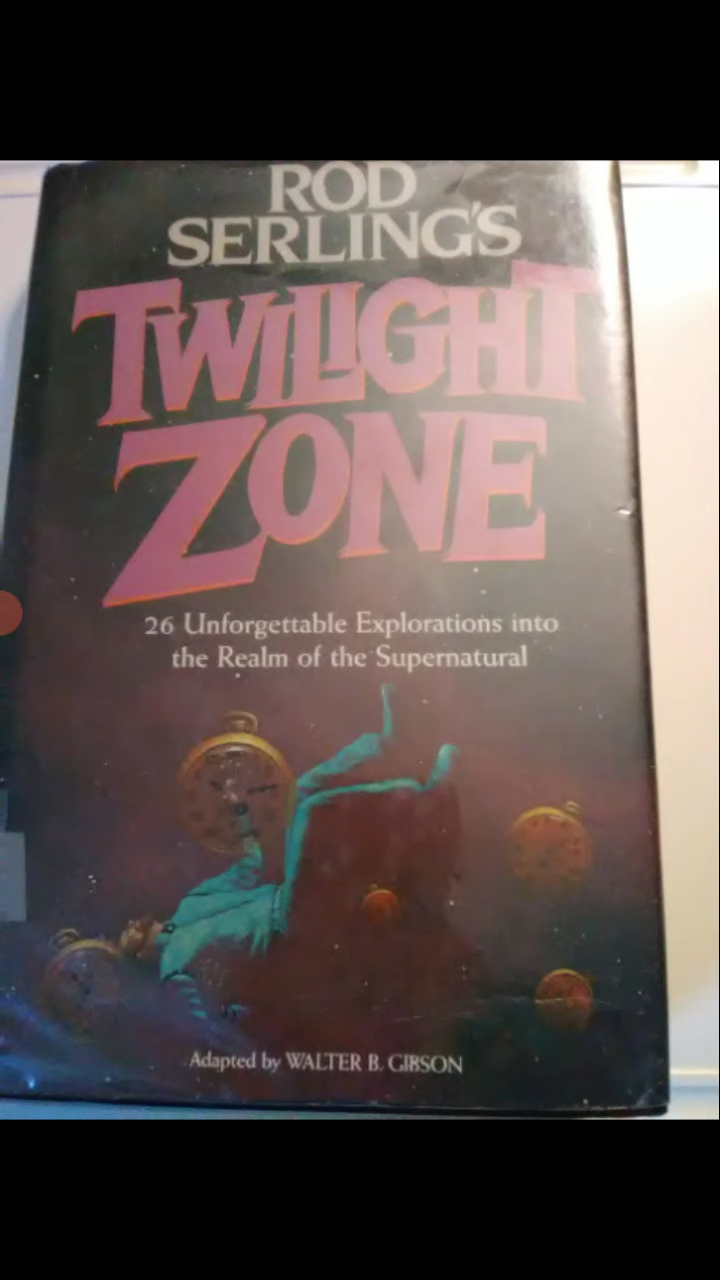 ROD
SERLING'S
TWILIGHT
ZONE
26 Unforgettable Explorations into
the Realm of the Supernatural
Adapted by WALTER B. GIBSON